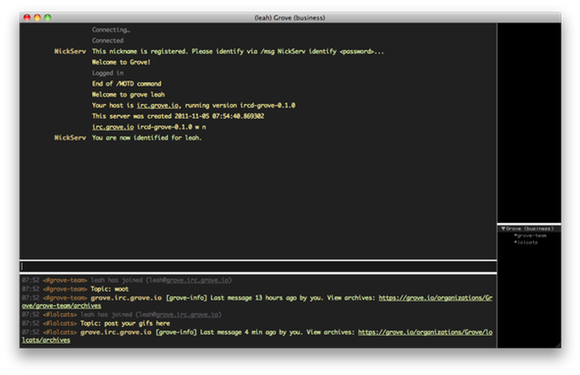 (leah) Grove (business)
Connecting…
Connected
NickServ This nickname is registered. Please identify via /msg NickServ identify <password>...
Welcome to Grove!
Logged in
End of /MOTD command
Welcome to grove leah
Your host is irc.grove.io, running version ircd-grove-0.1.0
This server was created 2011-11-05 07:54:40.869302
irc.grove.io ircd-grove-0.1.0 w n
NickServ You are now identified for leah.
▼Grove (business)
#grove-team
#lolcats
07:52 <#grove-team> leah has joined (leah@grove.irc.grove.io)
07:52 <#grove-team> Topic: woot
07:52 <#grove-team> grove.irc.grove.io [grove-info] Last message 13 hours ago by you. View archives: https://grove.io/organizations/Gr
ove/grove-team/archives
07:52 <#lolcats> leah has joined (leah@grove.irc.grove.io)
07:52 <#lolcats> Topic: post your gifs here
07:52 <#lolcats> grove.irc.grove.io [grove-info] Last message 4 min ago by you. View archives: https://grove.io/organizations/Grove/lo
lcats/archives